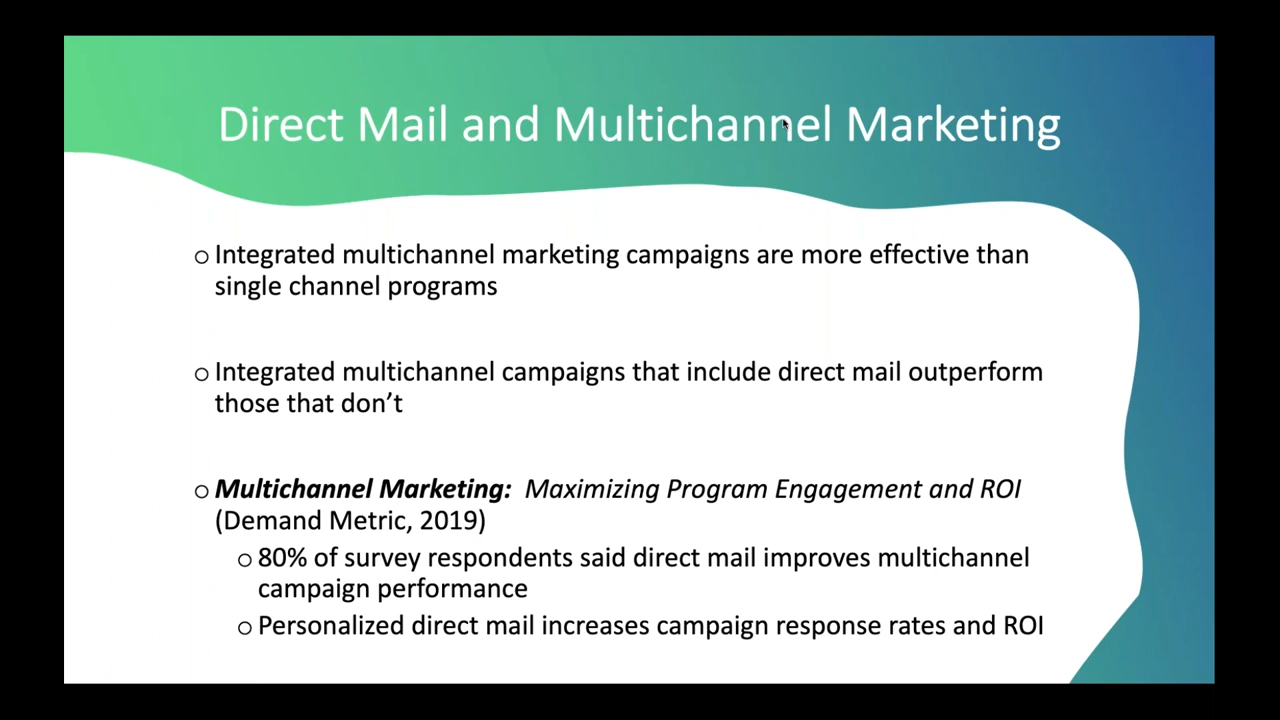 Direct Mail and Multichannel Marketing
○ Integrated multichannel marketing campaigns are more effective than
single channel programs
○ Integrated multichannel campaigns that include direct mail outperform
those that don’t
○ Multichannel Marketing: Maximizing Program Engagement and ROI
(Demand Metric, 2019)
○ 80% of survey respondents said direct mail improves multichannel
campaign performance
○ Personalized direct mail increases campaign response rates and ROI